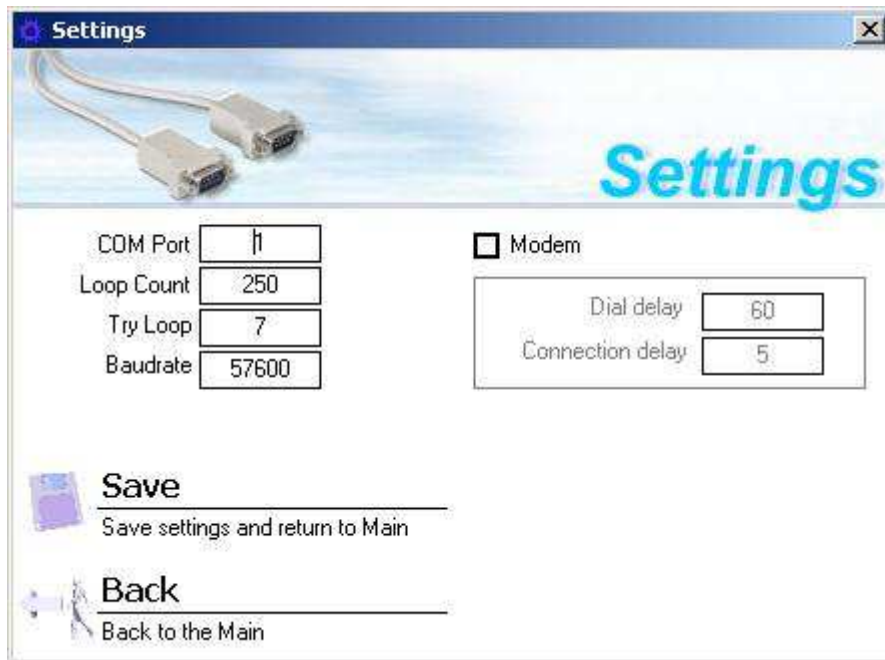 Settings
Settings
COM Port 1
Loop Count 250
Try Loop 7
Baudrate 57600
Modem
Dial delay 60
Connection delay 5
Save
Save settings and return to Main
Back
Back to the Main